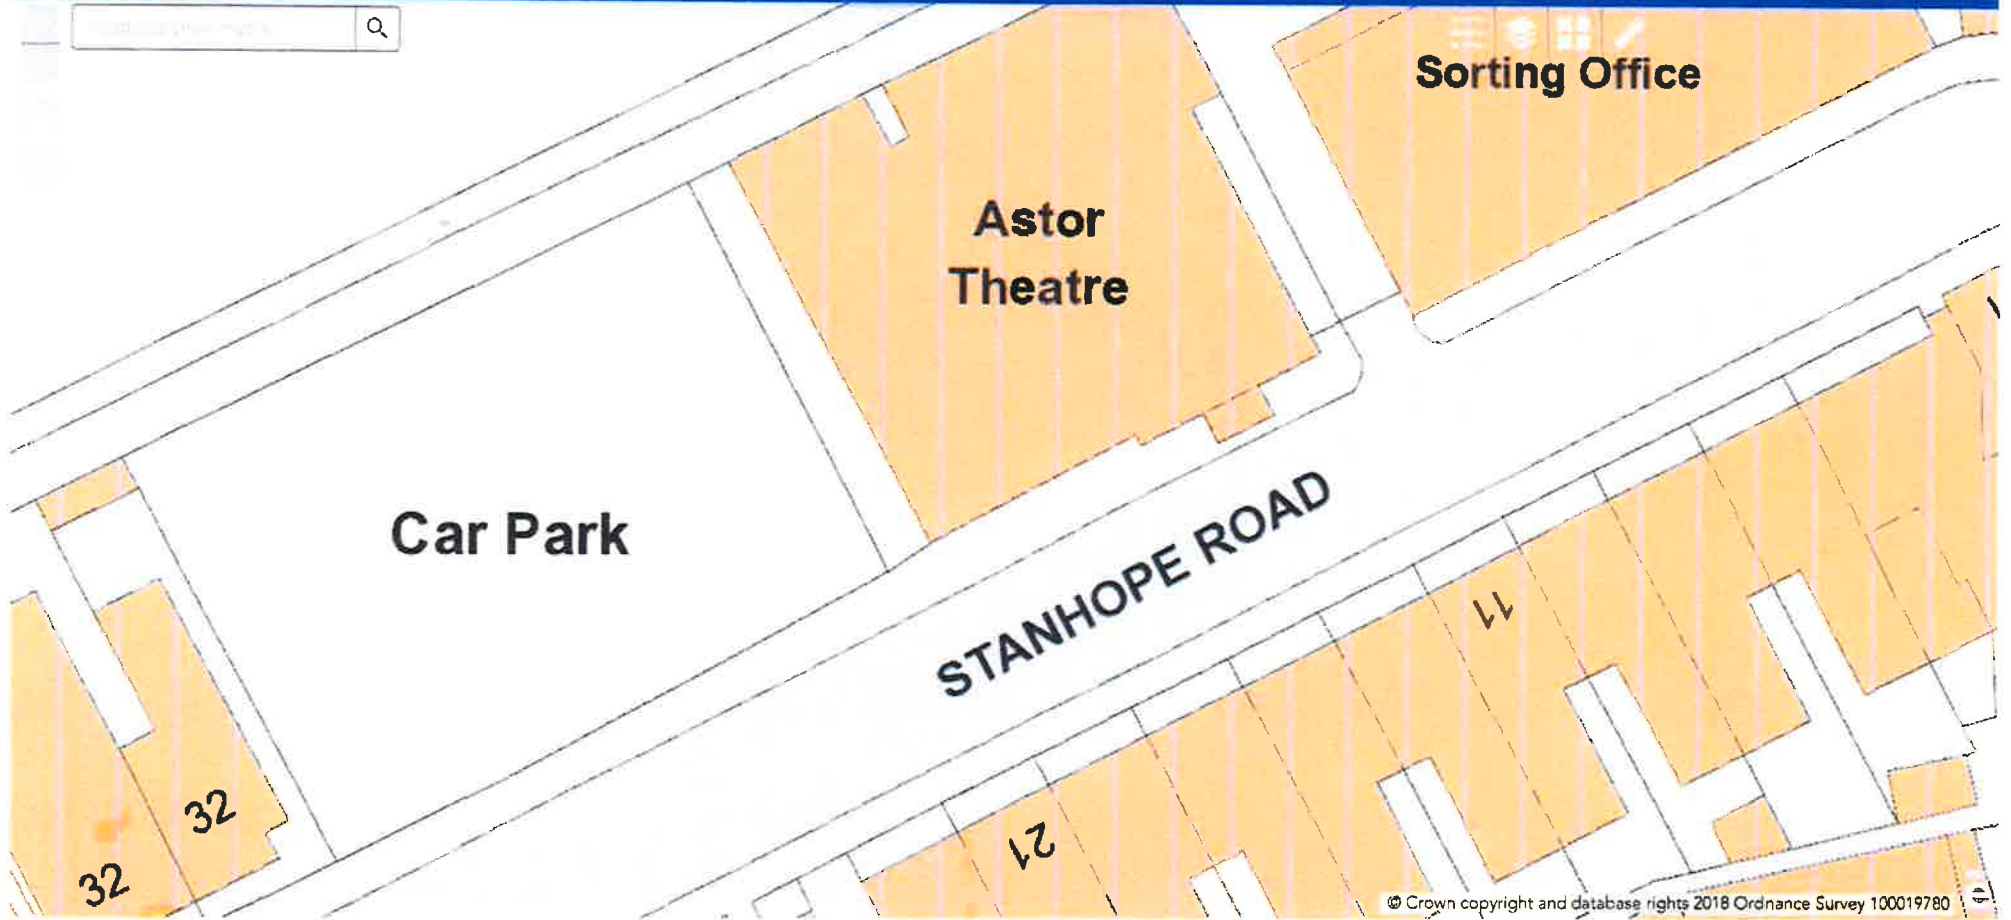 Sorting Office
Astor
Theatre
Car Park
STANHOPE ROAD
11
21
32
32
© Crown copyright and database rights 2018 Ordnance Survey 100019780